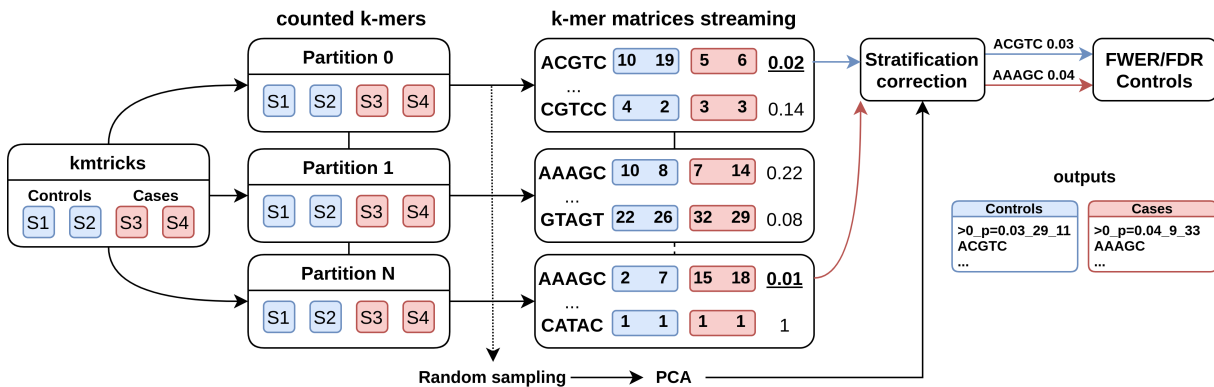 counted k-mers
k-mer matrices streaming
kmtricks
Controls Cases
S1 S2 S3 S4
Partition 0
S1 S2 S3 S4
Partition 1
S1 S2 S3 S4
Partition N
S1 S2 S3 S4
ACGTC 10 19 5 6 0.02
...
CGTCC 4 2 3 3 0.14
AAAGC 10 8 7 14 0.22
...
GTAGT 22 26 32 29 0.08
AAAGC 2 7 15 18 0.01
...
CATAC 1 1 1 1 1
Random sampling
PCA
Stratification
correction
ACGTC 0.03
AAAGC 0.04
FWER/FDR
Controls
outputs
Controls
>0_p=0.03_29_11
ACGTC
...
Cases
>0_p=0.04_9_33
AAAGC
...